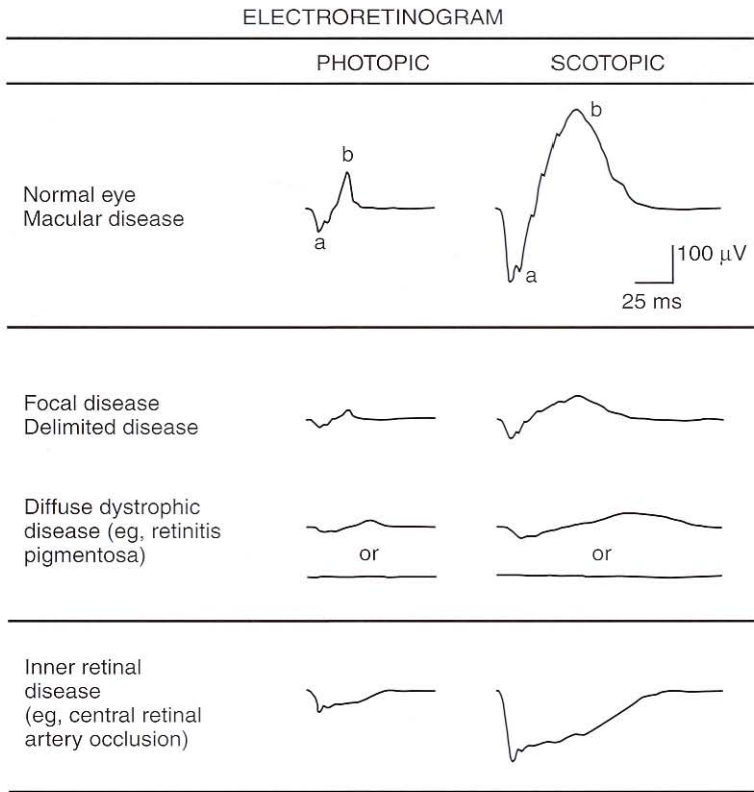 ELECTRORETINOGRAM
PHOTOPIC SCOTOPIC
Normal eye
Macular disease
b
a
b
a
100 μV
25 ms
Focal disease
Delimited disease
Diffuse dystrophic
disease (eg, retinitis
pigmentosa)
or
or
Inner retinal
disease
(eg, central retinal
artery occlusion)